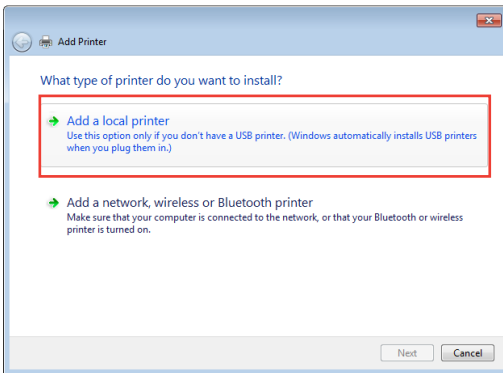 Add Printer
What type of printer do you want to install?
Add a local printer
Use this option only if you don't have a USB printer. (Windows automatically installs USB printers
when you plug them in.)
Add a network, wireless or Bluetooth printer
Make sure that your computer is connected to the network, or that your Bluetooth or wireless
printer is turned on.
Next Cancel